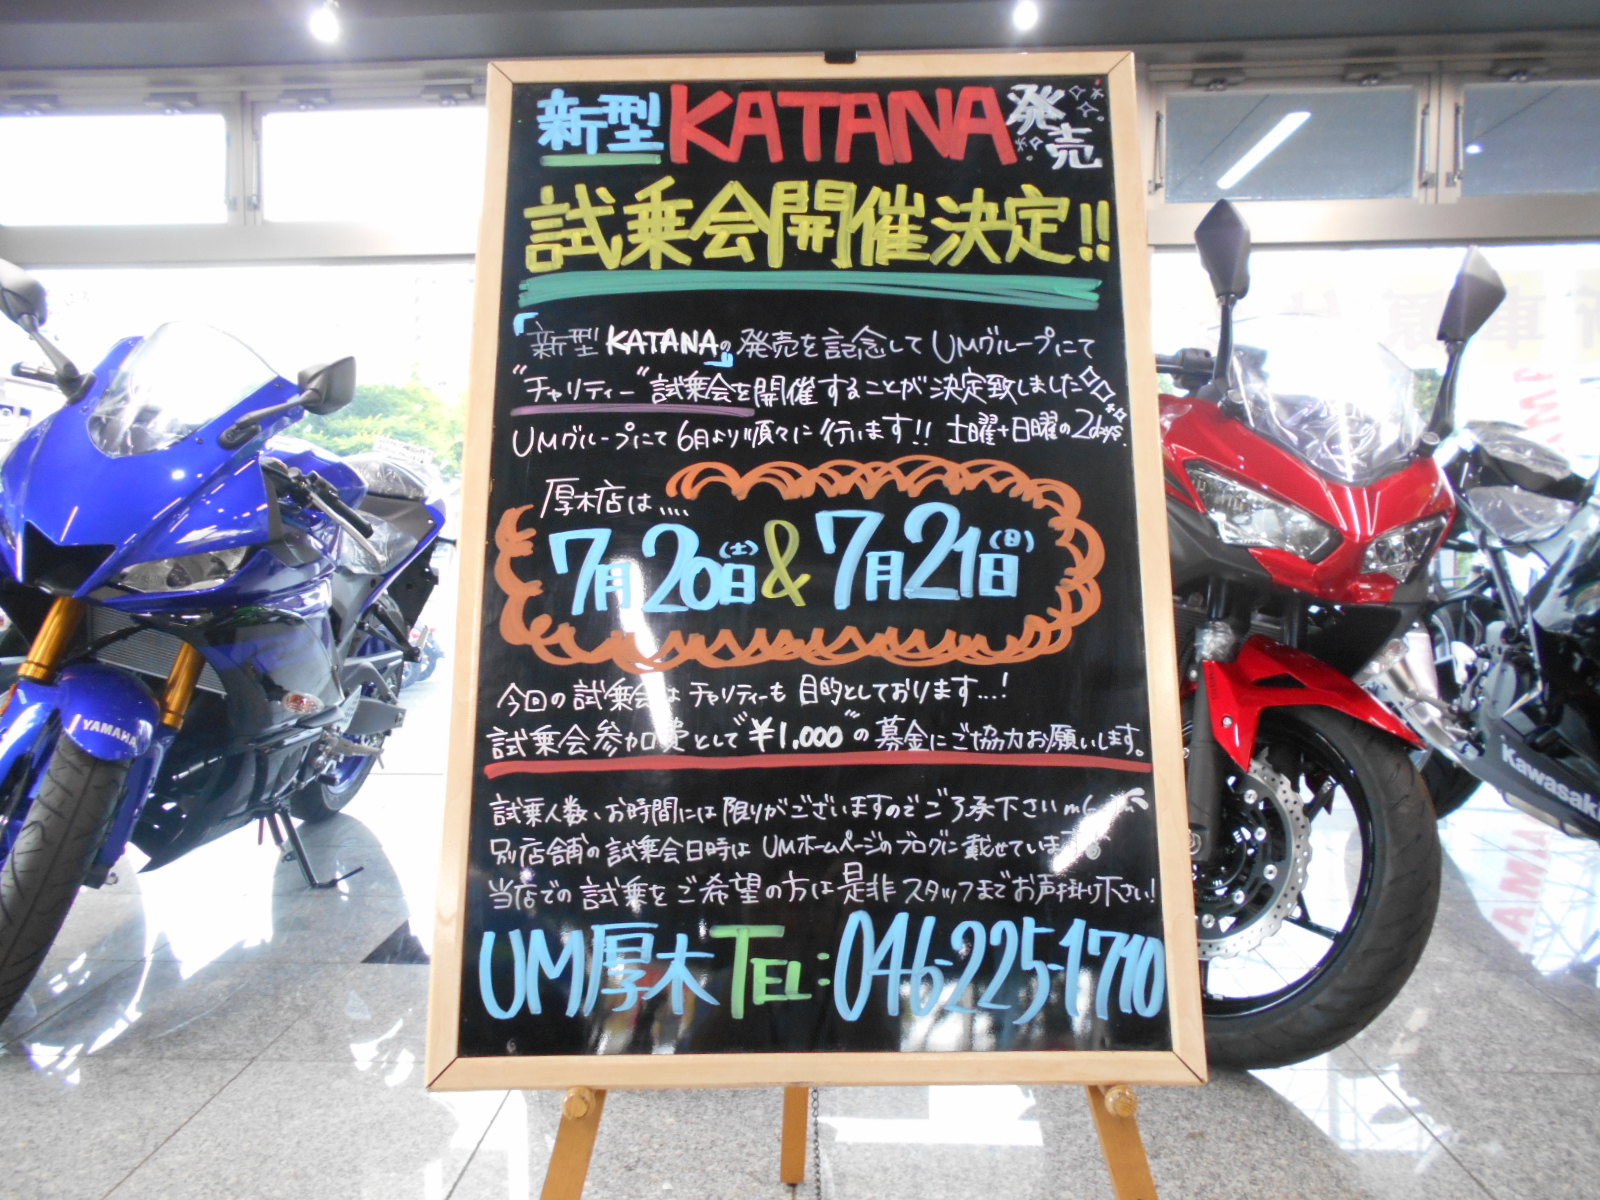 新型KATANA発売
試乗会開催決定!!
「新型KATANAの」発売を記念してUMグループにて
"チャリティー"試乗会を開催することが決定致しました
UMグループにて6月より順々に行います!! 土曜+日曜の2days.
厚木店は....
7月20日(土)&7月21日(日)
今回の試乗会はチャリティーも目的としております...!
試乗会参加費として"¥1.000"の募金にご協力お願いします。
試乗人数、お時間には限りがございますのでご了承下さい
別店舗の試乗会日時はUMホームページのブログに載せています
当店での試乗をご希望の方は是非スタッフまでお声掛け下さい!
UM厚木 TEL:046-225-1710
YAMAHA
Kawasaki